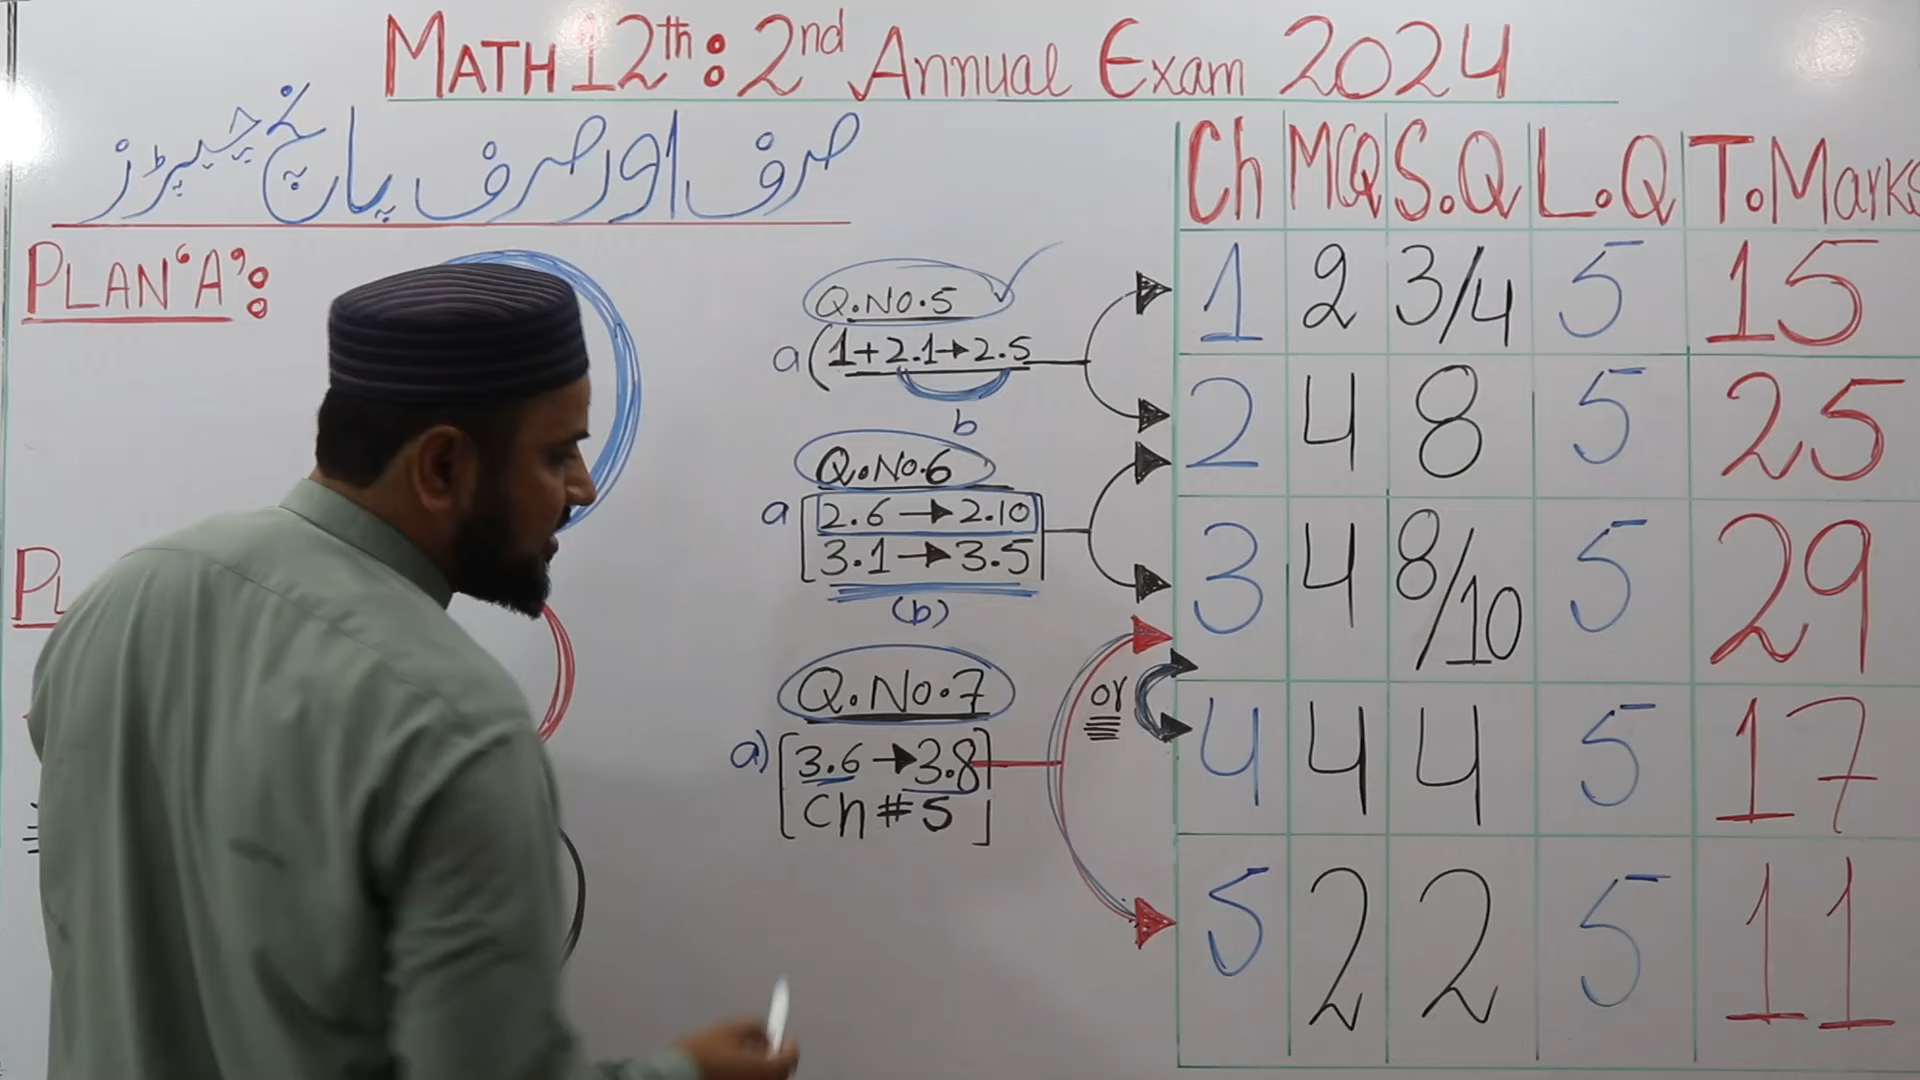 MATH 12th: 2nd Annual Exam 2024
صرف اور صرف پانچ چیپڑز
PLAN 'A':
PL
Q.No.5
a (1+2.1→2.5
b
Q.No.6
a [2.6 → 2.10
3.1 → 3.5]
(b)
Q.No.7
a) [3.6 → 3.8
Ch # 5]
or
Ch MCQ S.Q L.Q T.Marks
1 2 3/4 5 15
2 4 8 5 25
3 4 8/10 5 29
4 4 4 5 17
5 2 2 5 11